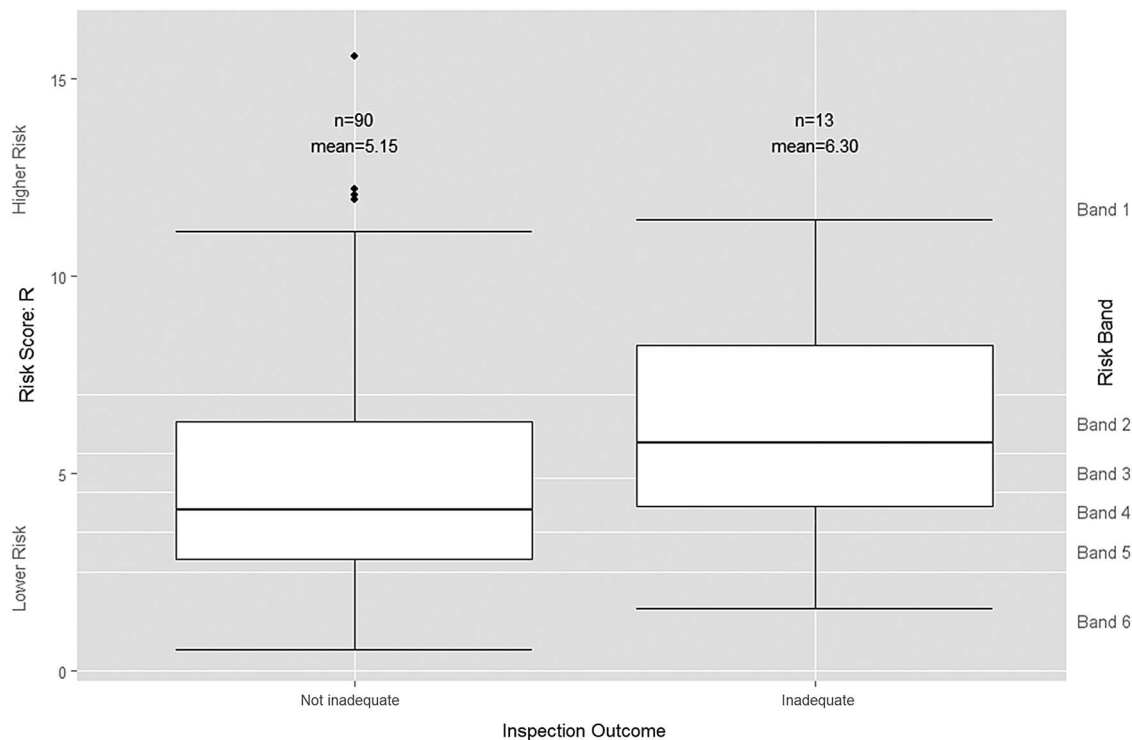 15
10
5
0
Higher Risk
Risk Score: R
Lower Risk
n=90
mean=5.15
n=13
mean=6.30
Band 1
Band 2
Band 3
Band 4
Band 5
Band 6
Risk Band
Not inadequate
Inadequate
Inspection Outcome